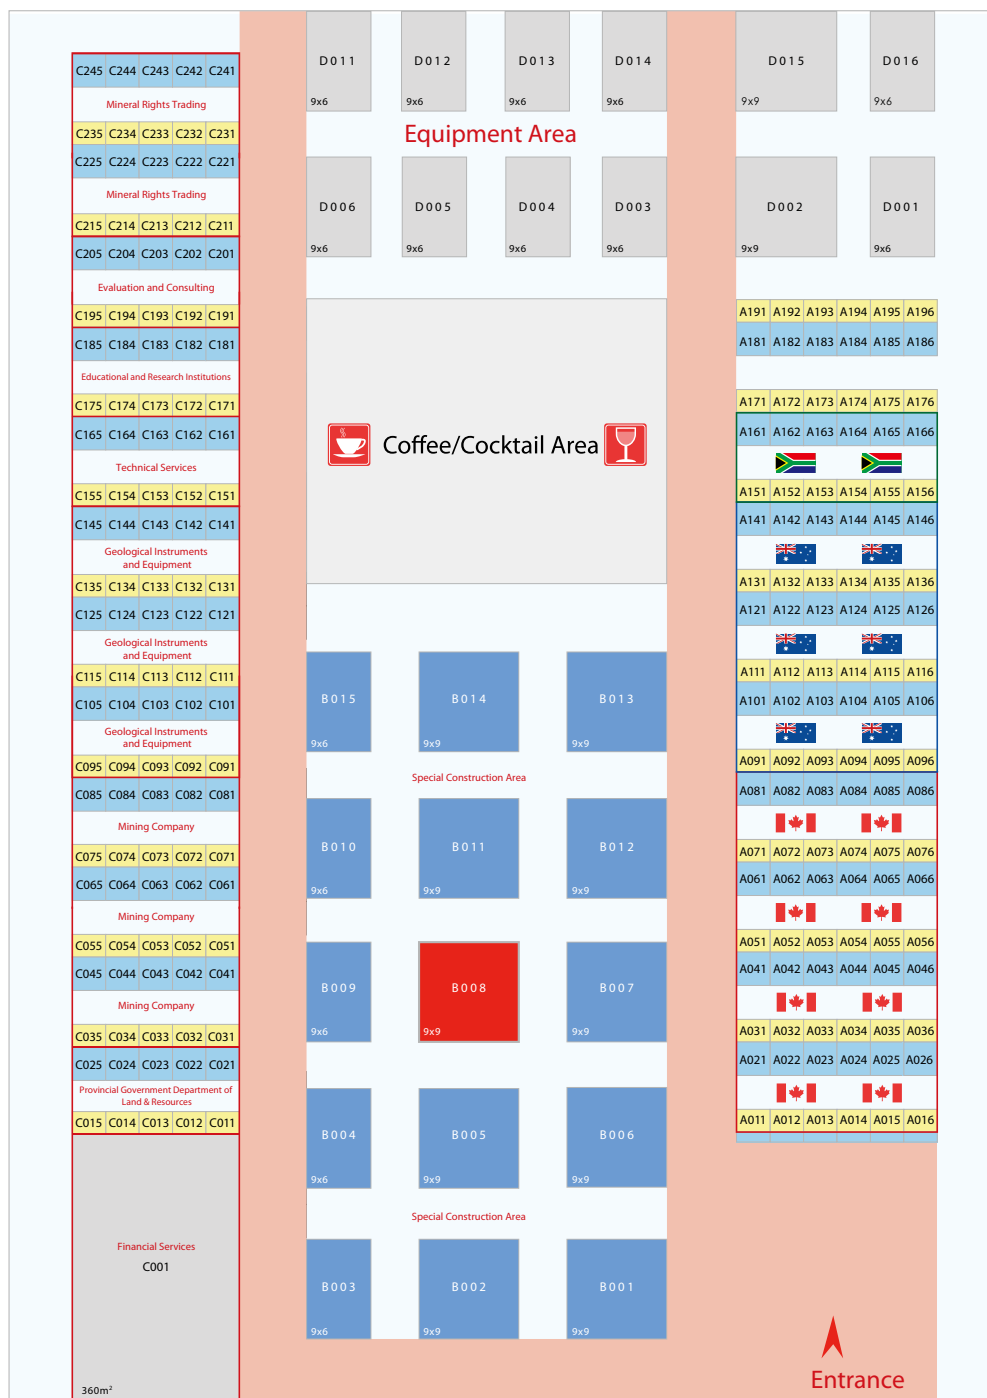 D011 D012 D013 D014 D015 D016
9x6 9x6 9x6 9x6 9x9 9x6
Equipment Area
D006 D005 D004 D003 D002 D001
9x6 9x6 9x6 9x6 9x9 9x6
C245 C244 C243 C242 C241
Mineral Rights Trading
C235 C234 C233 C232 C231
C225 C224 C223 C222 C221
Mineral Rights Trading
C215 C214 C213 C212 C211
C205 C204 C203 C202 C201
Evaluation and Consulting
C195 C194 C193 C192 C191
C185 C184 C183 C182 C181
Educational and Research Institutions
C175 C174 C173 C172 C171
C165 C164 C163 C162 C161
Technical Services
C155 C154 C153 C152 C151
C145 C144 C143 C142 C141
Geological Instruments
and Equipment
C135 C134 C133 C132 C131
C125 C124 C123 C122 C121
Geological Instruments
and Equipment
C115 C114 C113 C112 C111
C105 C104 C103 C102 C101
Geological Instruments
and Equipment
C095 C094 C093 C092 C091
C085 C084 C083 C082 C081
Mining Company
C075 C074 C073 C072 C071
C065 C064 C063 C062 C061
Mining Company
C055 C054 C053 C052 C051
C045 C044 C043 C042 C041
Mining Company
C035 C034 C033 C032 C031
C025 C024 C023 C022 C021
Provincial Government Department of
Land & Resources
C015 C014 C013 C012 C011
Financial Services
C001
360m²
Coffee/Cocktail Area
B015 B014 B013
9x6 9x9 9x9
Special Construction Area
B010 B011 B012
9x6 9x9 9x9
B009 B008 B007
9x6 9x9 9x9
B004 B005 B006
9x6 9x9 9x9
Special Construction Area
B003 B002 B001
9x6 9x9 9x9
A191 A192 A193 A194 A195 A196
A181 A182 A183 A184 A185 A186
A171 A172 A173 A174 A175 A176
A161 A162 A163 A164 A165 A166
A151 A152 A153 A154 A155 A156
A141 A142 A143 A144 A145 A146
A131 A132 A133 A134 A135 A136
A121 A122 A123 A124 A125 A126
A111 A112 A113 A114 A115 A116
A101 A102 A103 A104 A105 A106
A091 A092 A093 A094 A095 A096
A081 A082 A083 A084 A085 A086
A071 A072 A073 A074 A075 A076
A061 A062 A063 A064 A065 A066
A051 A052 A053 A054 A055 A056
A041 A042 A043 A044 A045 A046
A031 A032 A033 A034 A035 A036
A021 A022 A023 A024 A025 A026
A011 A012 A013 A014 A015 A016
Entrance